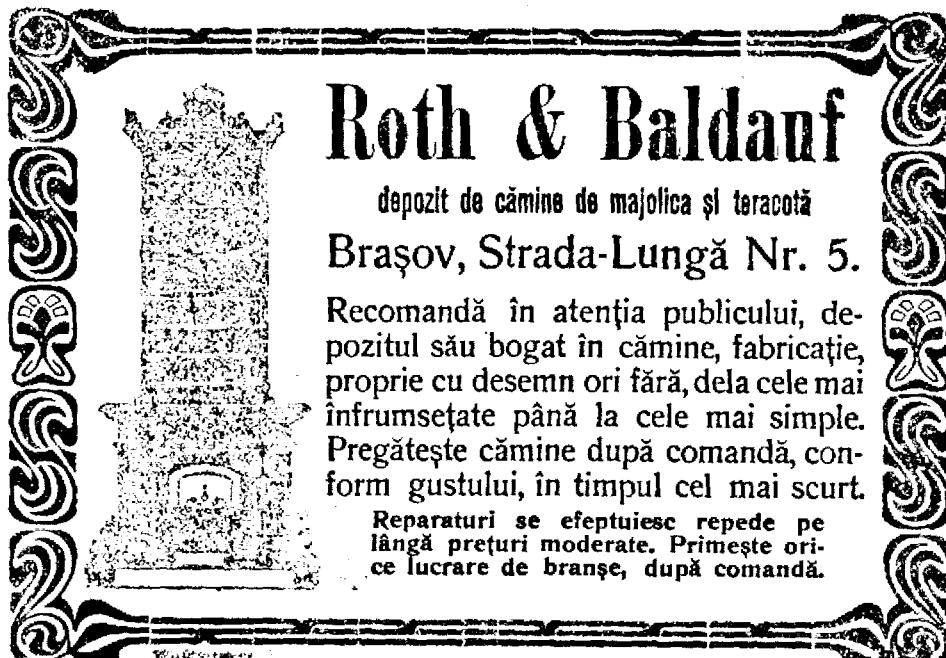 Roth & Baldauf
depozit de cămine de majolica și teracotă
Brașov, Strada-Lungă Nr. 5.
Recomandă în atenția publicului, de-
pozitul său bogat în cămine, fabricație,
proprie cu desemn ori fără, dela cele mai
înfrumsețate până la cele mai simple.
Pregătește cămine după comandă, con-
form gustului, în timpul cel mai scurt.
Reparaturi se efeptuiesc repede pe
lângă prețuri moderate. Primește ori-
ce lucrare de branșe, după comandă.